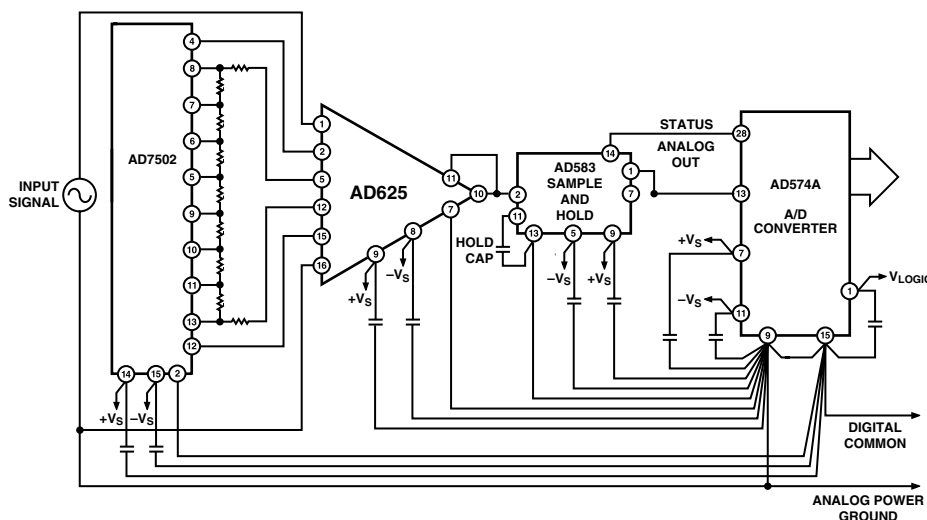 INPUT
SIGNAL
AD7502
4
8
7
6
5
9
10
11
13
12
14
15
2
+VS
–VS
AD625
1
2
5
12
15
16
11
10
7
8
9
+VS
–VS
AD583
SAMPLE
AND
HOLD
14
1
7
2
11
13
5
9
HOLD
CAP
–VS
+VS
STATUS
ANALOG
OUT
AD574A
A/D
CONVERTER
28
13
7
11
9
15
1
+VS
–VS
VLOGIC
DIGITAL
COMMON
ANALOG POWER
GROUND